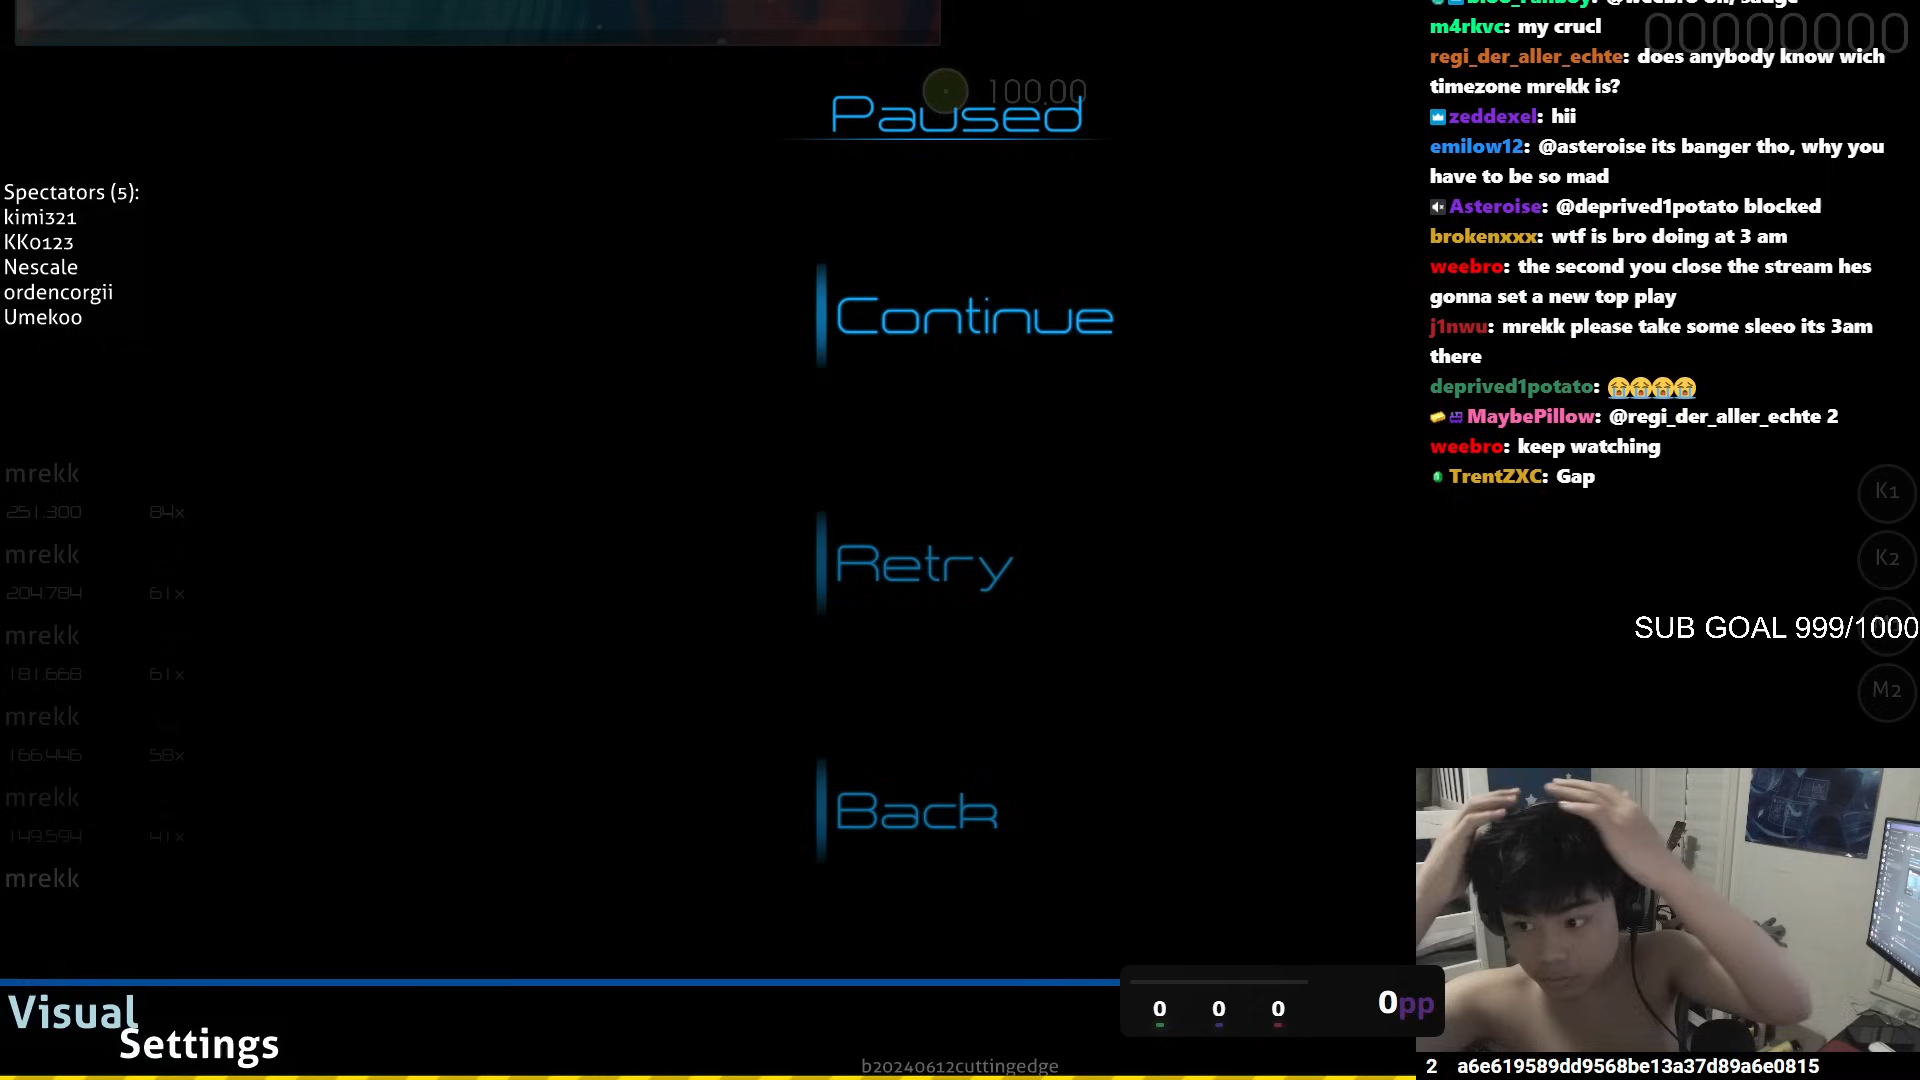 00000000
m4rkvc: my crucl
regi_der_aller_echte: does anybody know wich
timezone mrekk is?
zeddexel: hii
emilow12: @asteroise its banger tho, why you
have to be so mad
Asteroise: @deprived1potato blocked
brokenxxx: wtf is bro doing at 3 am
weebro: the second you close the stream hes
gonna set a new top play
j1nwu: mrekk please take some sleeo its 3am
there
deprived1potato: 😭😭😭😭
MaybePillow: @regi_der_aller_echte 2
weebro: keep watching
TrentZXC: Gap
100.00
Paused
Spectators (5):
kimi321
KK0123
Nescale
ordencorgii
Umekoo
Continue
Retry
Back
mrekk
251.300 84x
mrekk
204.784 61x
mrekk
181.668 61x
mrekk
166.446 58x
mrekk
149.594 41x
mrekk
K1
K2
M2
SUB GOAL 999/1000
Visual
Settings
0 0 0 0pp
b20240612cuttingedge
2 a6e619589dd9568be13a37d89a6e0815